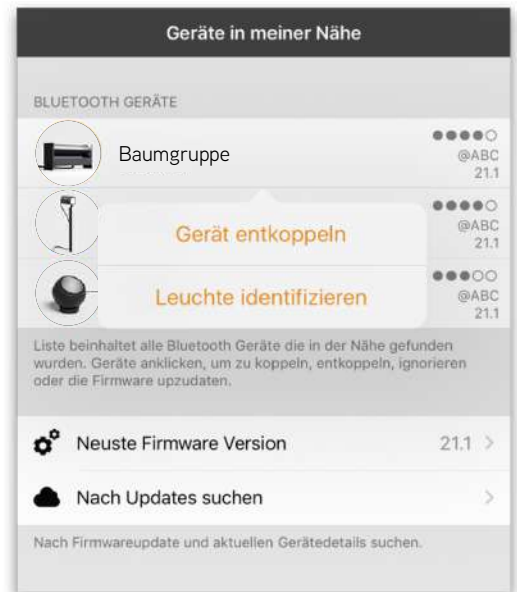 Geräte in meiner Nähe
BLUETOOTH GERÄTE
Baumgruppe
@ABC
21.1
Gerät entkoppeln
@ABC
21.1
Leuchte identifizieren
@ABC
21.1
Liste beinhaltet alle Bluetooth Geräte die in der Nähe gefunden
wurden. Geräte anklicken, um zu koppeln, entkoppeln, ignorieren
oder die Firmware upzudaten.
Neuste Firmware Version 21.1 >
Nach Updates suchen >
Nach Firmwareupdate und aktuellen Gerätedetails suchen.